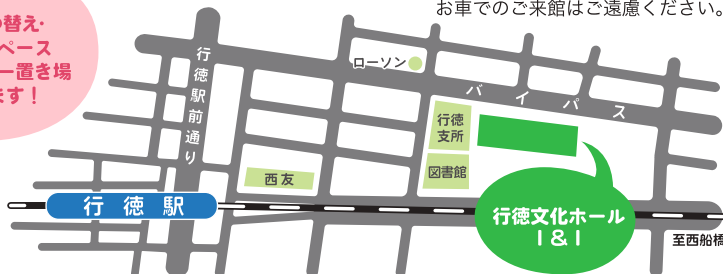 お車でのご来館はご遠慮ください。
替え・
ペース
ー置き場
ます！
行徳駅前通り
ローソン
バイパス
行徳
支所
図書館
西友
行徳駅
行徳文化ホール
I＆I
至西船橋